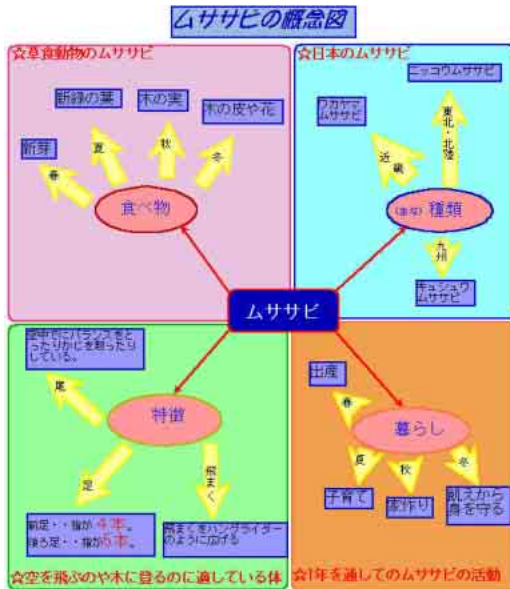 ムササビの概念図
☆草食動物のムササビ
新芽
春
新緑の葉
夏
木の実
秋
木の皮や花
冬
食べ物
☆日本のムササビ
ワカヤマ
ムササビ
近畿
ニッコウムササビ
東北・北陸
種類
九州
キュシュウ
ムササビ
ムササビ
空中でにバランスをと
ったりかじを取ったり
している。
尾
特徴
足
前足・・指が４本。
後ろ足・・指が５本。
飛まく
飛まくをハングライダー
のように広げる
☆空を飛ぶのや木に登るのに適している体
出産
春
暮らし
夏
子育て
秋
家作り
冬
飢えから
身を守る
☆1年を通してのムササビの活動